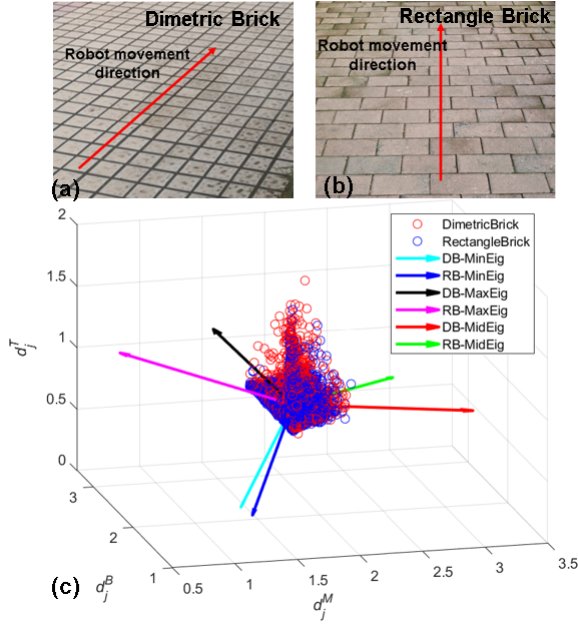 Dimetric Brick
Robot movement
direction
(a)
Rectangle Brick
Robot movement
direction
(b)
2
1.5
1
0.5
0
d_j^T
DimetricBrick
RectangleBrick
DB-MinEig
RB-MinEig
DB-MaxEig
RB-MaxEig
DB-MidEig
RB-MidEig
3
2
1
d_j^B
0.5
1
1.5
2
2.5
3
3.5
d_j^M
(c)